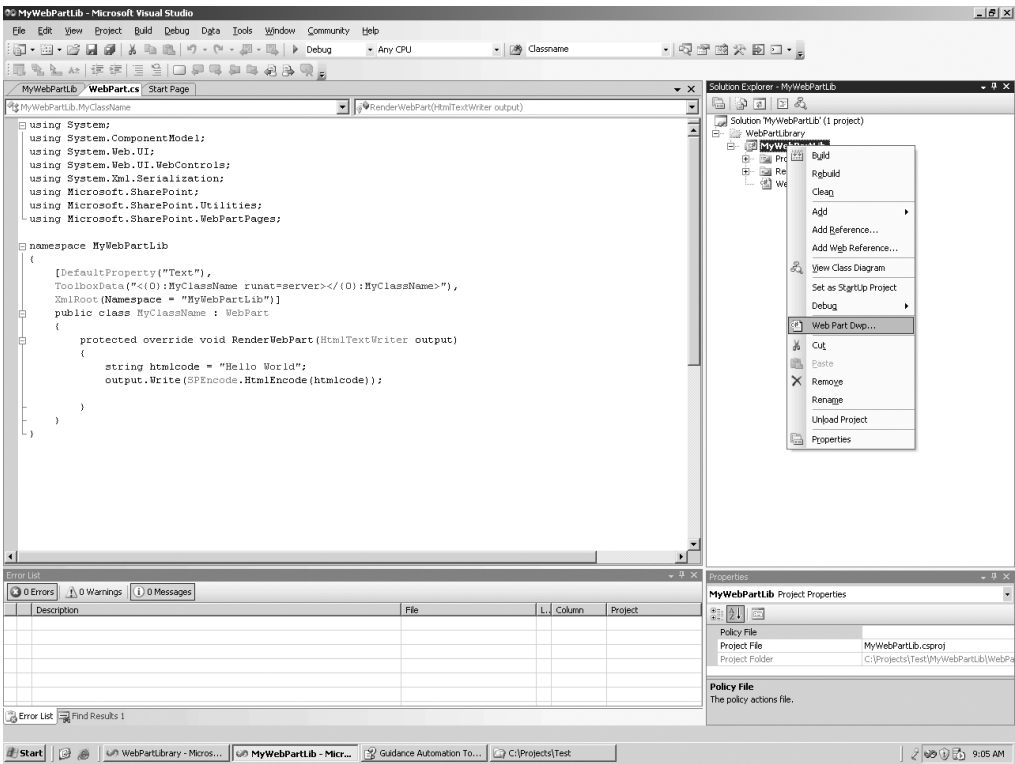 MyWebPartLib - Microsoft Visual Studio
File Edit View Project Build Debug Data Tools Window Community Help
Debug Any CPU Classname
MyWebPartLib WebPart.cs Start Page
MyWebPartLib.MyClassName RenderWebPart(HtmlTextWriter output)
using System;
using System.ComponentModel;
using System.Web.UI;
using System.Web.UI.WebControls;
using System.Xml.Serialization;
using Microsoft.SharePoint;
using Microsoft.SharePoint.Utilities;
using Microsoft.SharePoint.WebPartPages;
namespace MyWebPartLib
{
[DefaultProperty("Text"),
ToolboxData("<{0}:MyClassName runat=server></{0}:MyClassName>"),
XmlRoot(Namespace = "MyWebPartLib")]
public class MyClassName : WebPart
{
protected override void RenderWebPart(HtmlTextWriter output)
{
string htmlcode = "Hello World";
output.Write(SPEncode.HtmlEncode(htmlcode));
}
}
}
Solution Explorer - MyWebPartLib
Solution 'MyWebPartLib' (1 project)
WebPartLibrary
MyWebPartLib
Pro
Re
We
Build
Rebuild
Clean
Add
Add Reference...
Add Web Reference...
View Class Diagram
Set as StartUp Project
Debug
Web Part Dwp...
Cut
Paste
Remove
Rename
Unload Project
Properties
Error List
0 Errors 0 Warnings 0 Messages
Description File L.. Column Project
Error List Find Results 1
Properties
MyWebPartLib Project Properties
Policy File
Project File MyWebPartLib.csproj
Project Folder C:\Projects\Test\MyWebPartLib\WebPa
Policy File
The policy actions file.
Start WebPartLibrary - Micros... MyWebPartLib - Micr... Guidance Automation To... C:\Projects\Test 9:05 AM